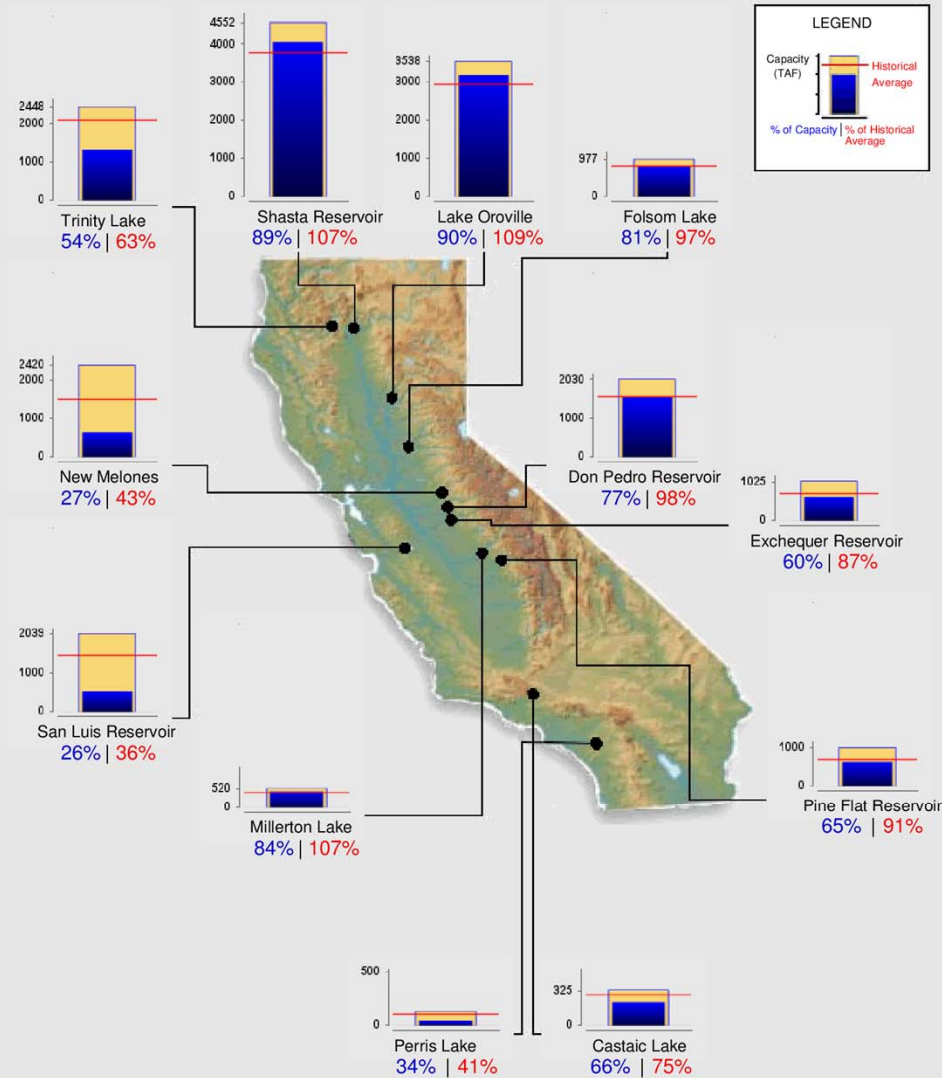 4552
4000
3000
2000
1000
0
Shasta Reservoir
89% | 107%
3538
3000
2000
1000
0
Lake Oroville
90% | 109%
LEGEND
Capacity
(TAF)
Historical
Average
% of Capacity | % of Historical
Average
2448
2000
1000
0
Trinity Lake
54% | 63%
977
0
Folsom Lake
81% | 97%
2420
2000
1000
0
New Melones
27% | 43%
2030
1000
0
Don Pedro Reservoir
77% | 98%
1025
0
Exchequer Reservoir
60% | 87%
2039
1000
0
San Luis Reservoir
26% | 36%
520
0
Millerton Lake
84% | 107%
1000
0
Pine Flat Reservoir
65% | 91%
500
0
Perris Lake
34% | 41%
325
0
Castaic Lake
66% | 75%